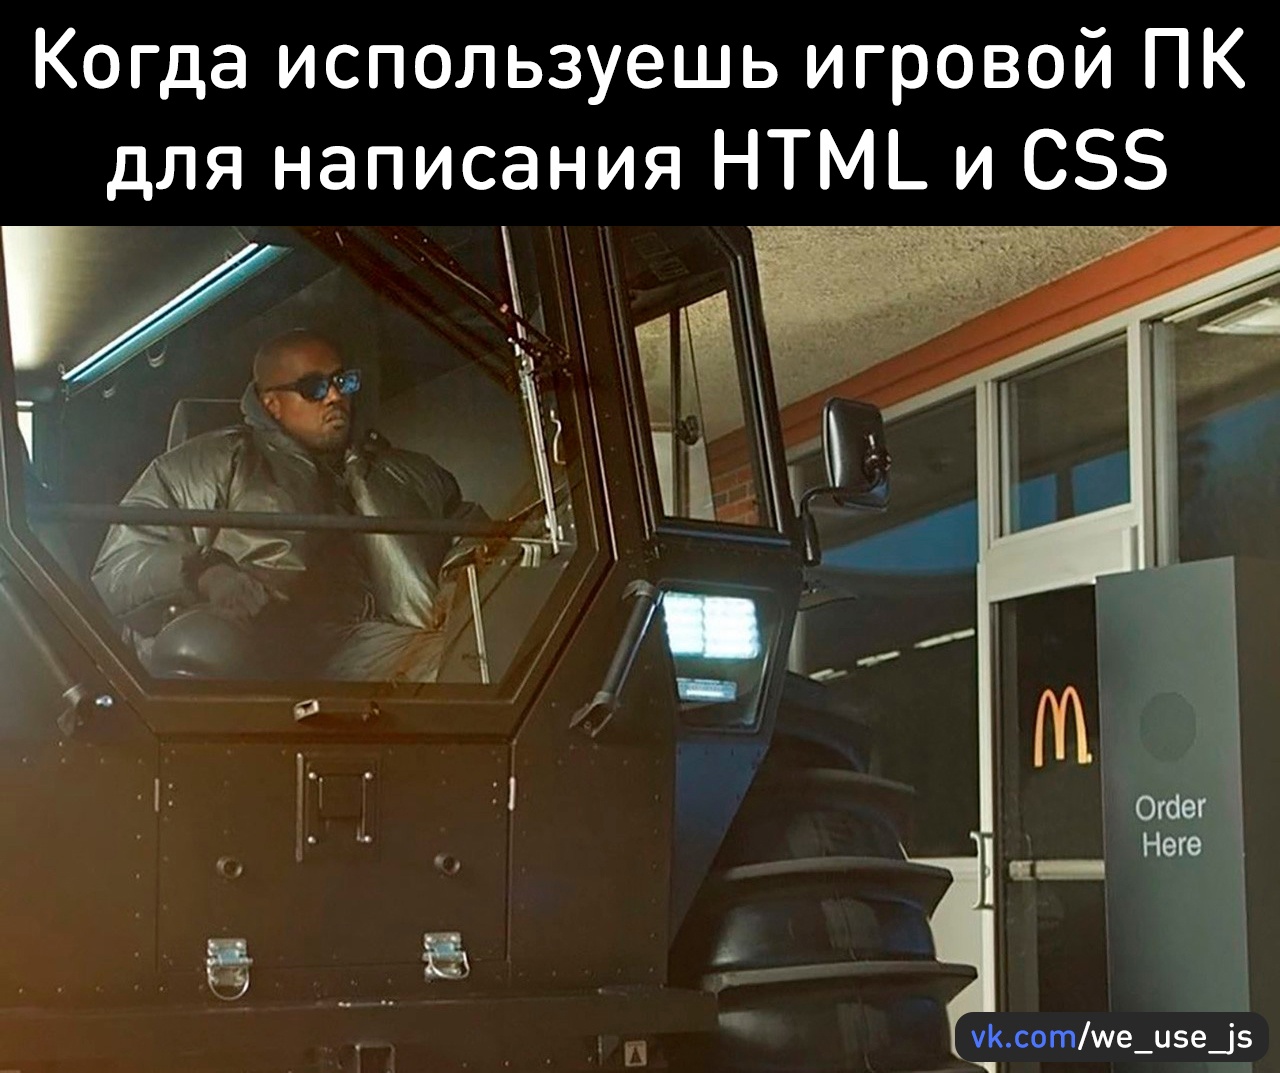 Когда используешь игровой ПК
для написания HTML и CSS
Order
Here
vk.com/we_use_js